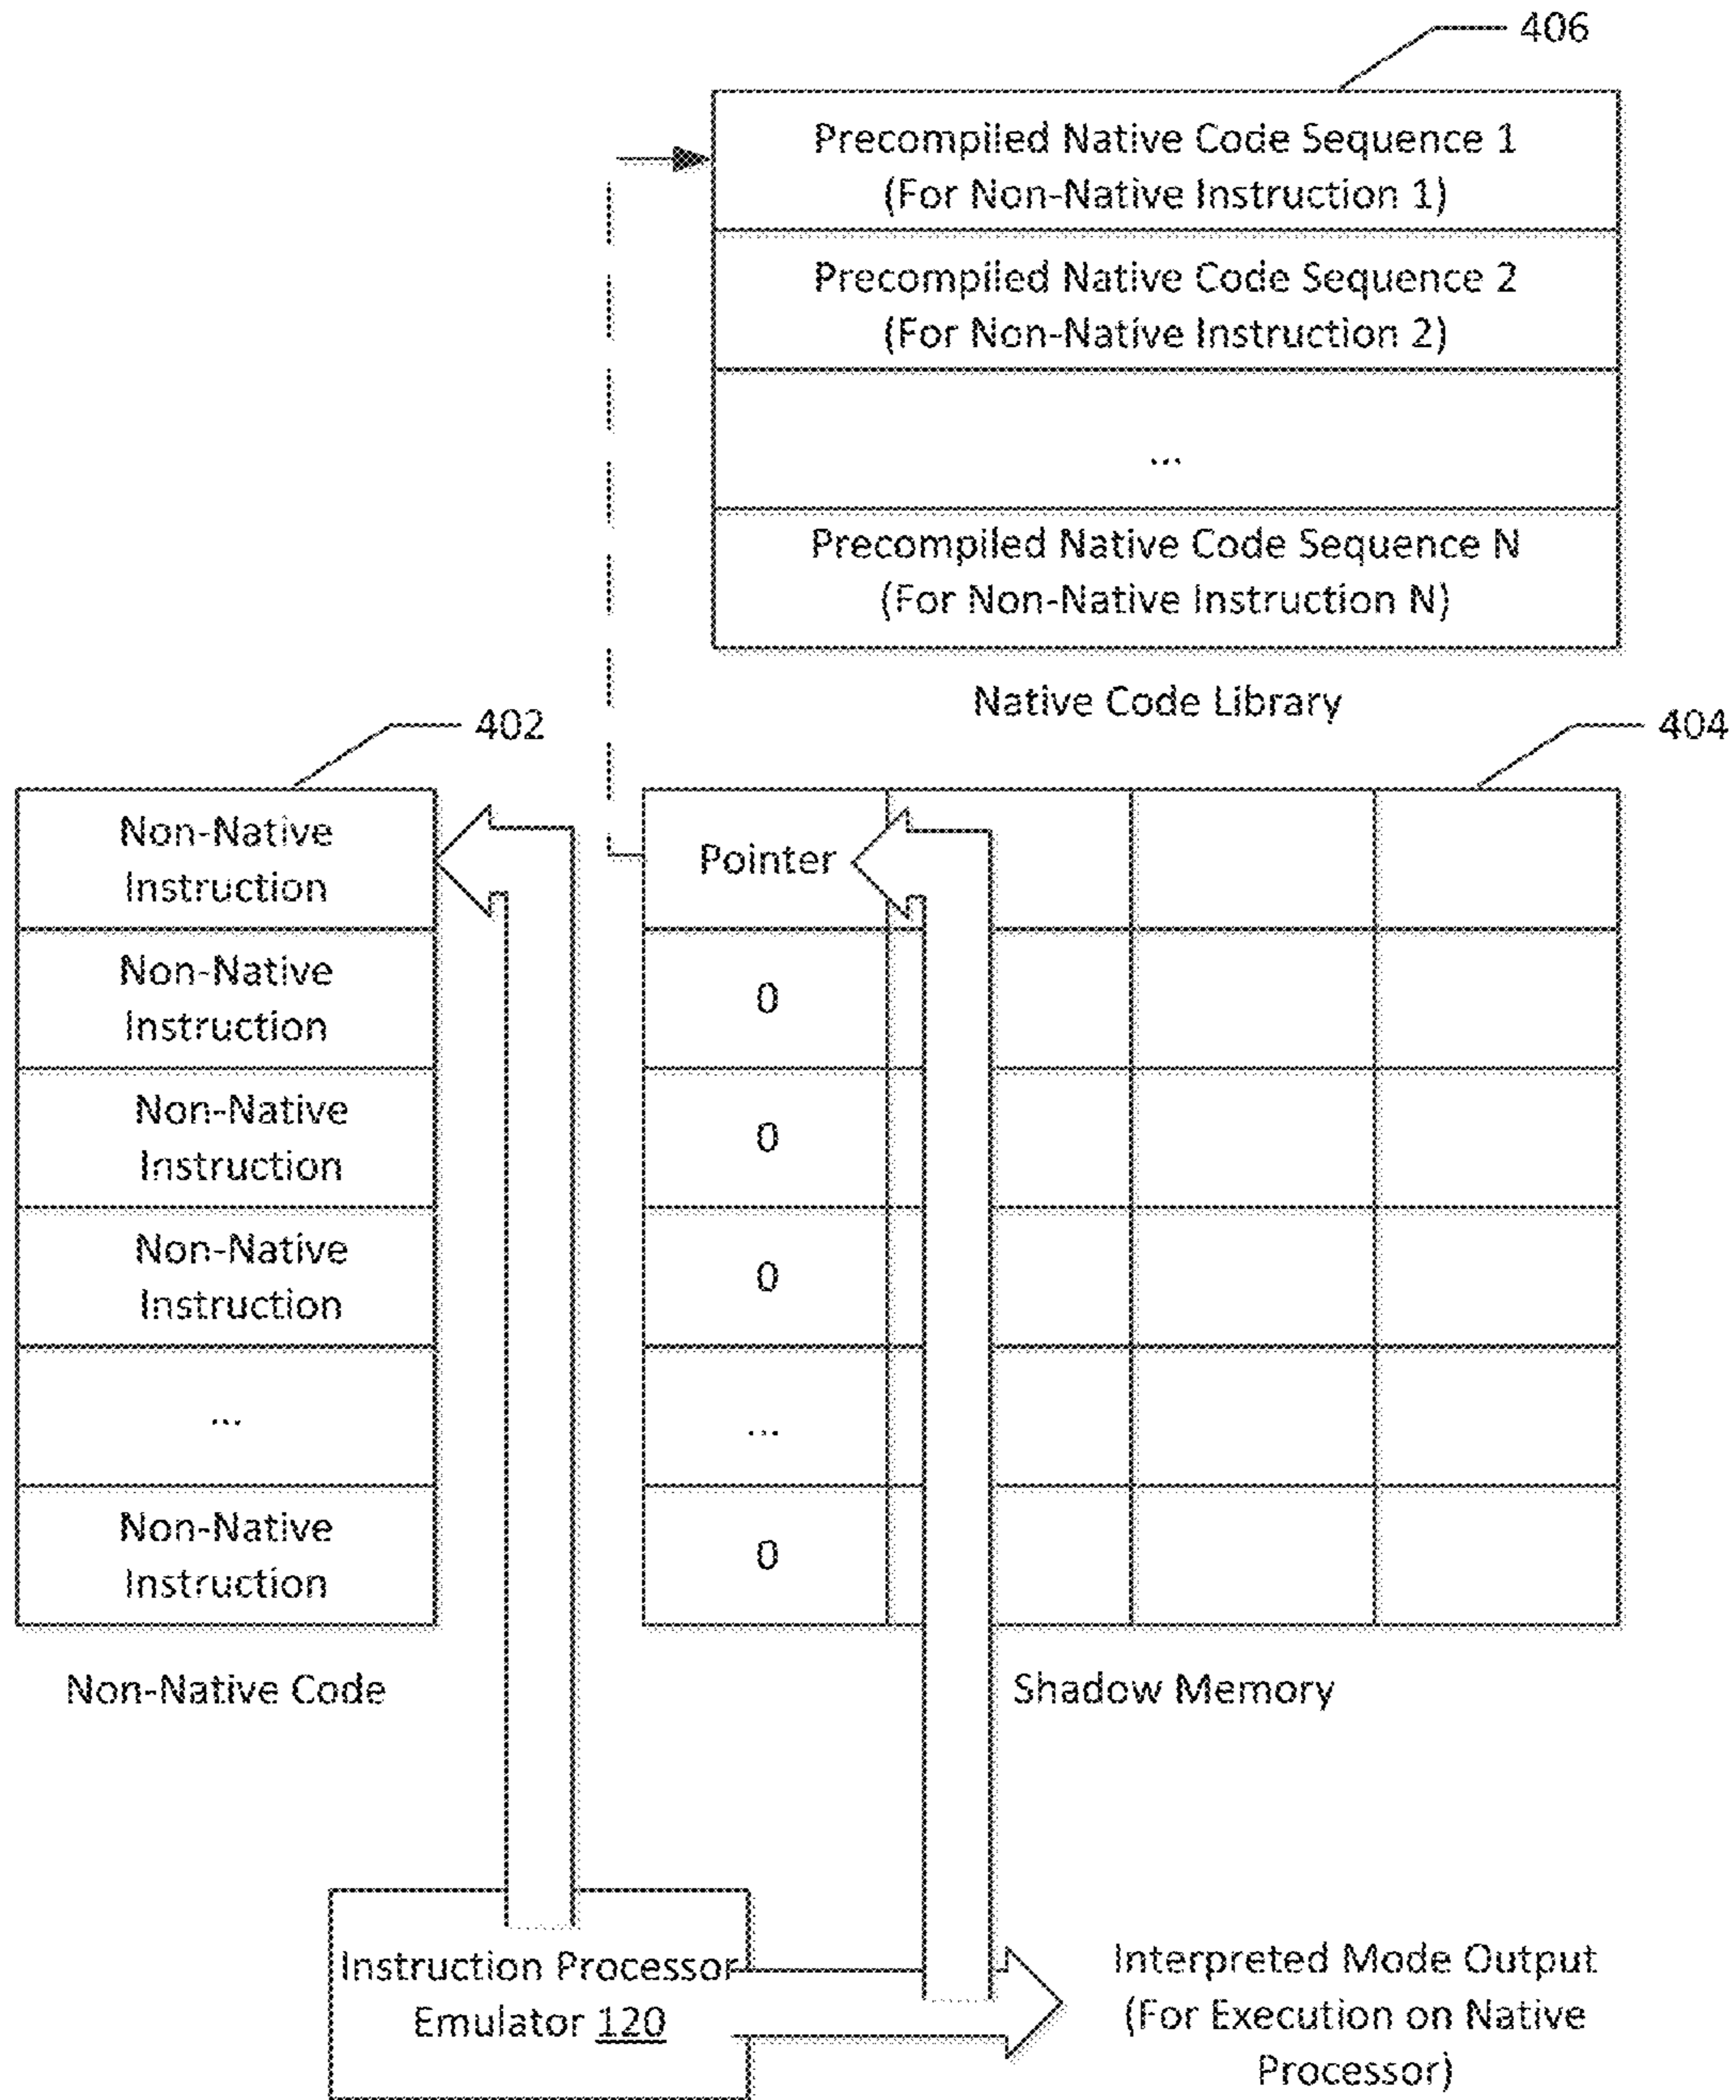 406
Precompiled Native Code Sequence 1
(For Non-Native Instruction 1)
Precompiled Native Code Sequence 2
(For Non-Native Instruction 2)
...
Precompiled Native Code Sequence N
(For Non-Native Instruction N)
Native Code Library
402
404
Non-Native
Instruction
Non-Native
Instruction
Non-Native
Instruction
Non-Native
Instruction
...
Non-Native
Instruction
Non-Native Code
Pointer
0
0
0
...
0
Shadow Memory
Instruction Processor
Emulator 120
Interpreted Mode Output
(For Execution on Native
Processor)